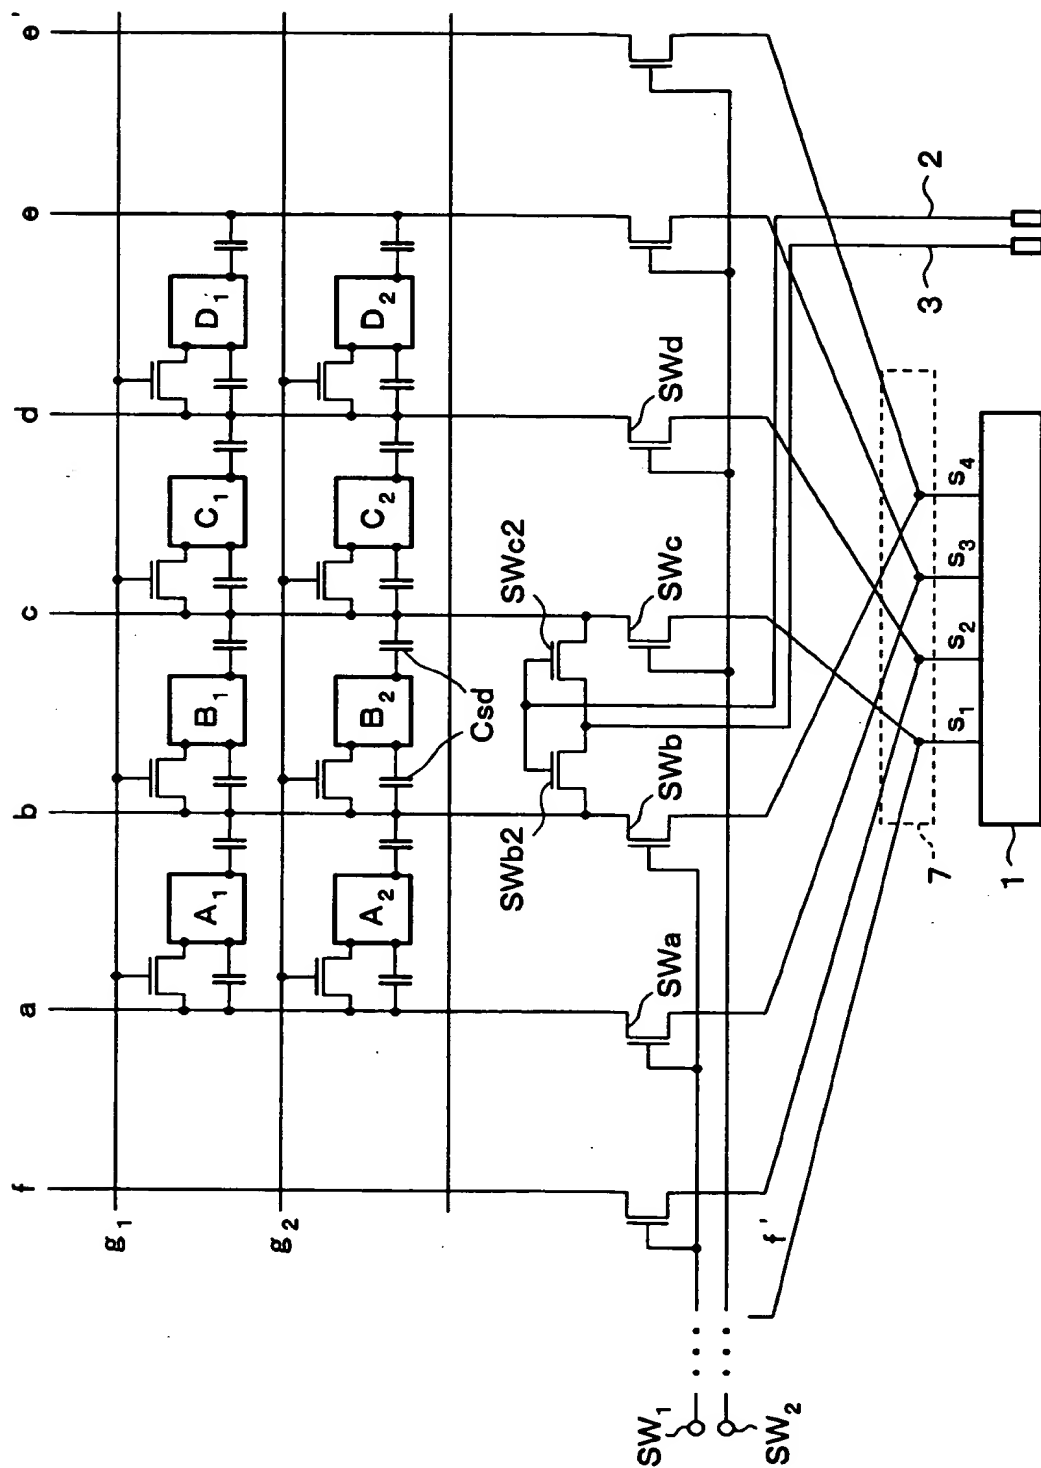 f a b c d e e'
g₁
A₁ B₁ C₁ D₁
g₂
A₂ B₂ C₂ D₂
Csd
SWb2 SWc2
SWa SWb SWc SWd
SW₁
SW₂
f'
2
3
7
s₁ s₂ s₃ s₄
1